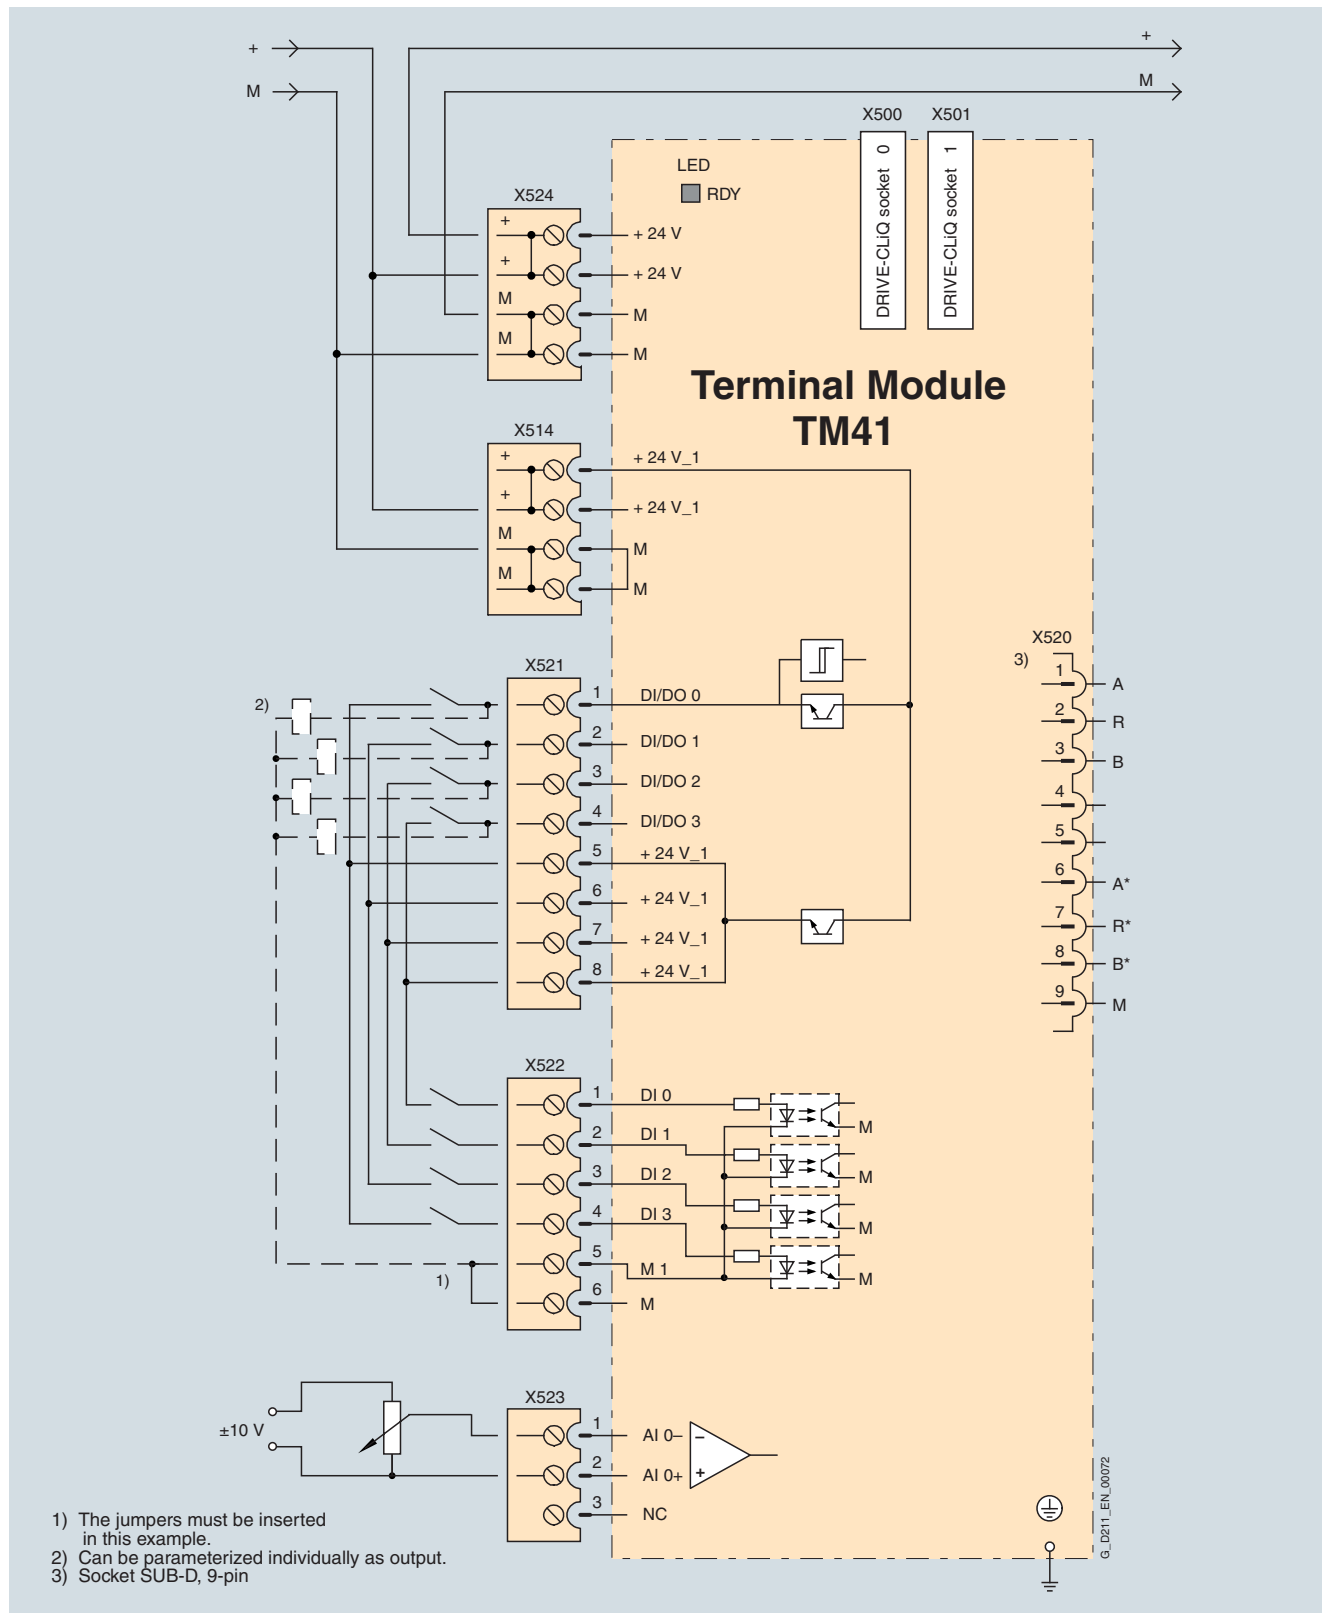 +
+
M
M
X500
X501
DRIVE-CLiQ socket 0
DRIVE-CLiQ socket 1
LED
RDY
X524
+
+ 24 V
+
+ 24 V
M
M
M
M
Terminal Module
TM41
X514
+
+ 24 V_1
+
+ 24 V_1
M
M
M
M
X521
2)
1
DI/DO 0
2
DI/DO 1
3
DI/DO 2
4
DI/DO 3
5
+ 24 V_1
6
+ 24 V_1
7
+ 24 V_1
8
+ 24 V_1
X520
3)
1
A
2
R
3
B
4
5
6
A*
7
R*
8
B*
9
M
X522
1
DI 0
M
2
DI 1
M
3
DI 2
M
4
DI 3
M
5
M 1
1)
6
M
X523
±10 V
1
AI 0–
–
2
AI 0+
+
3
NC
G_D211_EN_00072
1) The jumpers must be inserted
in this example.
2) Can be parameterized individually as output.
3) Socket SUB-D, 9-pin